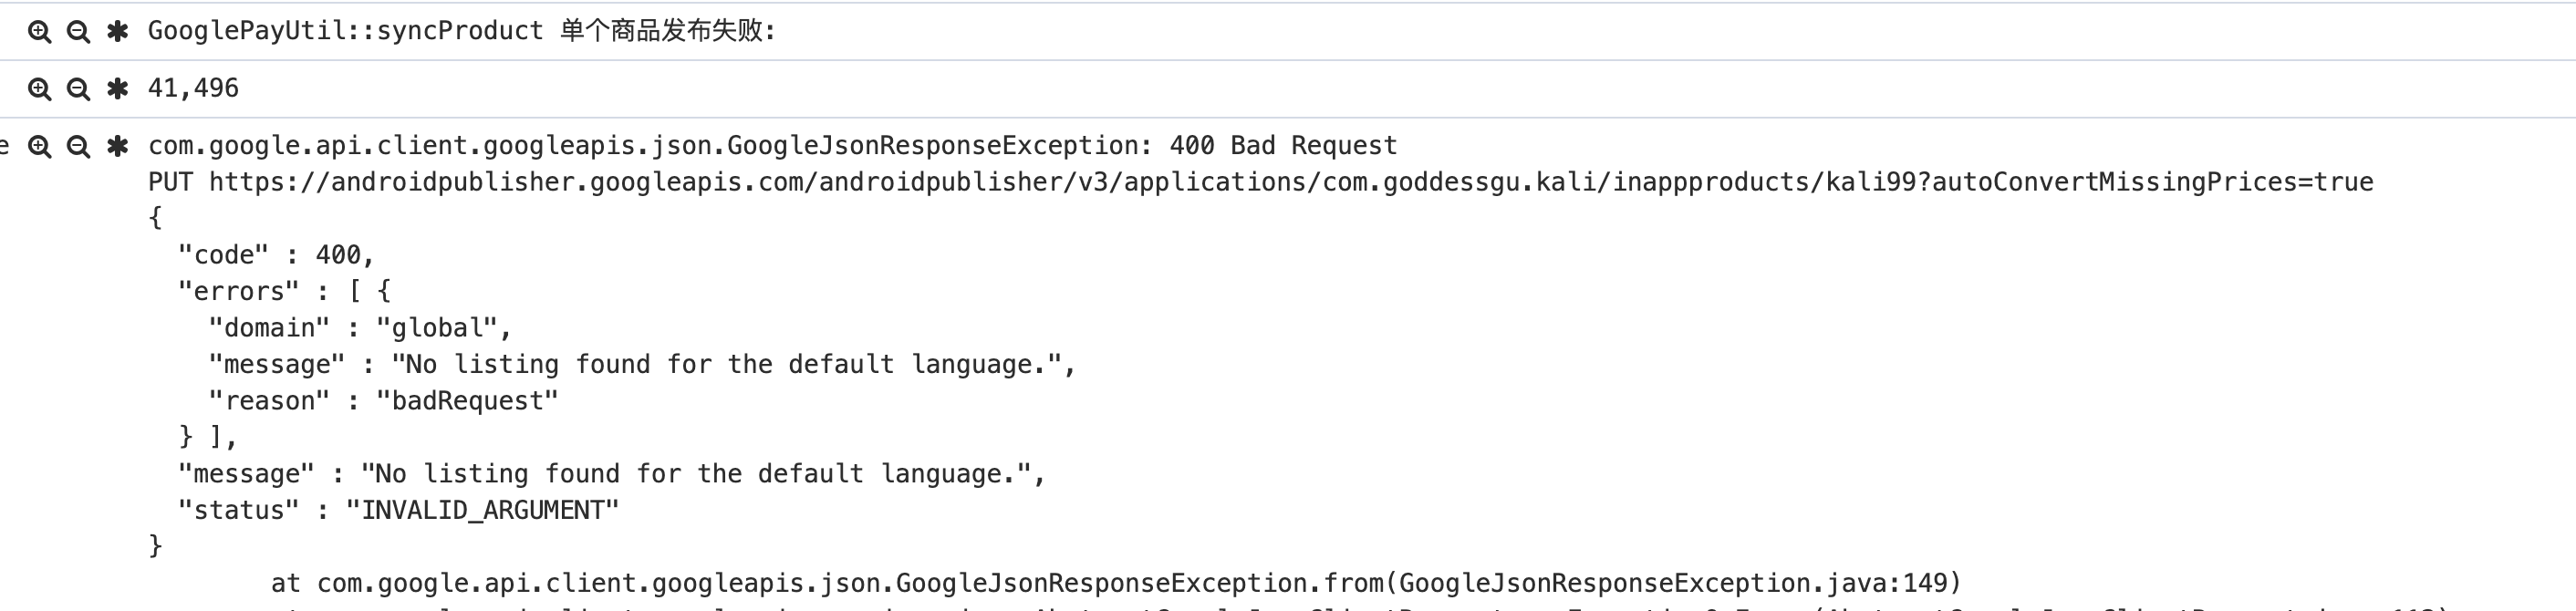 GooglePayUtil::syncProduct 单个商品发布失败:
41,496
e com.google.api.client.googleapis.json.GoogleJsonResponseException: 400 Bad Request
PUT https://androidpublisher.googleapis.com/androidpublisher/v3/applications/com.goddessgu.kali/inappproducts/kali99?autoConvertMissingPrices=true
{
  "code" : 400,
  "errors" : [ {
    "domain" : "global",
    "message" : "No listing found for the default language.",
    "reason" : "badRequest"
  } ],
  "message" : "No listing found for the default language.",
  "status" : "INVALID_ARGUMENT"
}
        at com.google.api.client.googleapis.json.GoogleJsonResponseException.from(GoogleJsonResponseException.java:149)